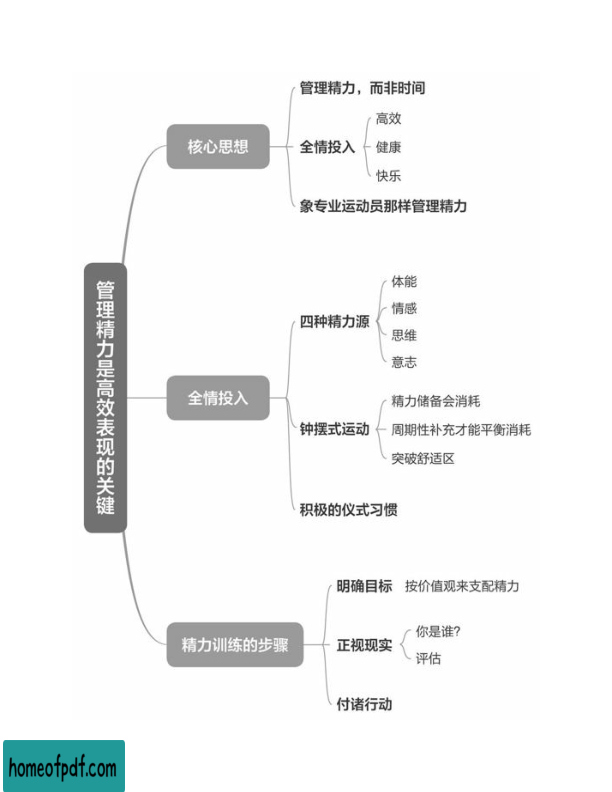 管理精力是高效表现的关键
核心思想
管理精力，而非时间
全情投入
高效
健康
快乐
象专业运动员那样管理精力
全情投入
四种精力源
体能
情感
思维
意志
钟摆式运动
精力储备会消耗
周期性补充才能平衡消耗
突破舒适区
积极的仪式习惯
精力训练的步骤
明确目标 按价值观来支配精力
正视现实
你是谁?
评估
付诸行动
homeofpdf.com